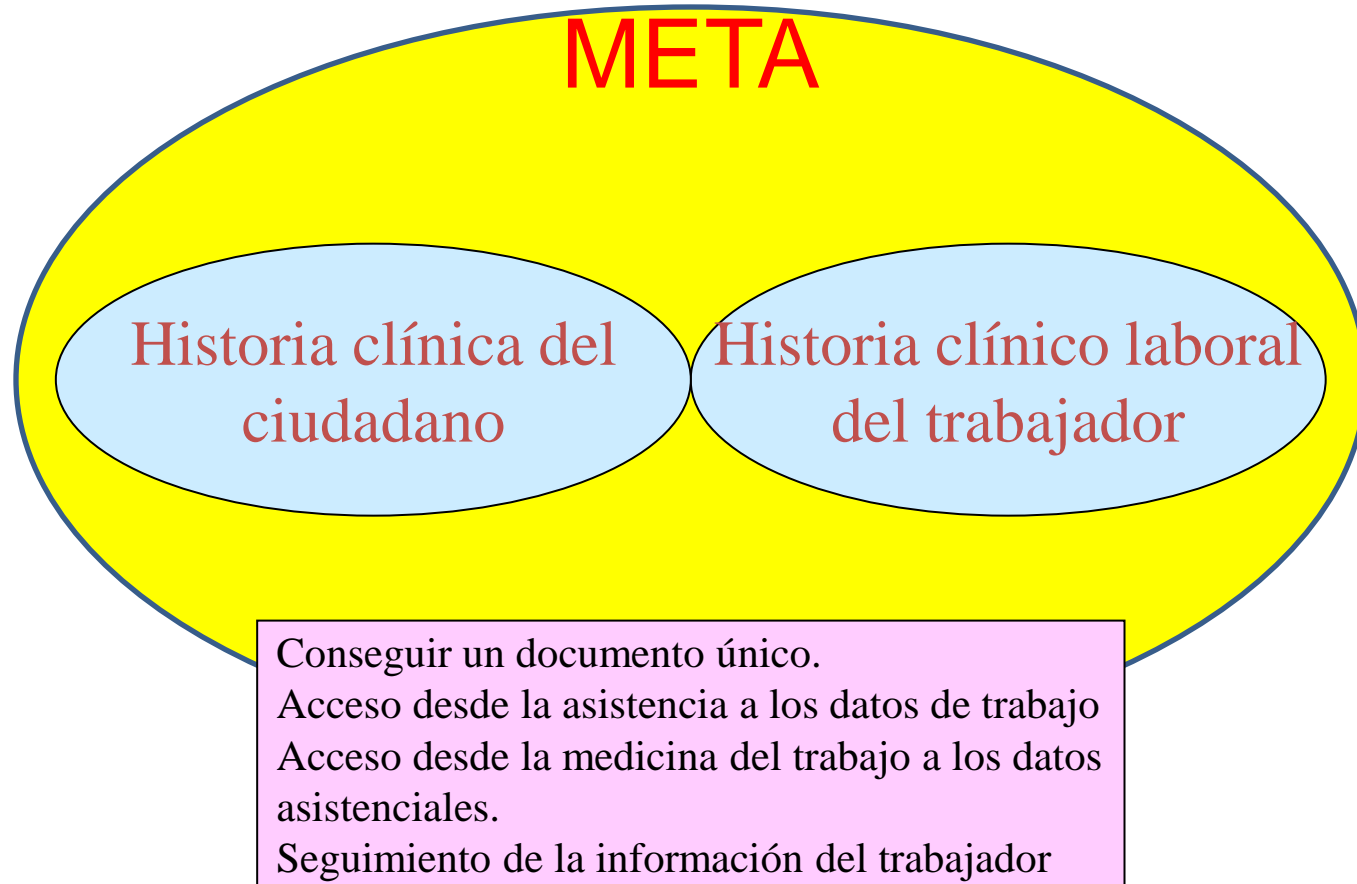 META
Historia clínica del
ciudadano
Historia clínico laboral
del trabajador
Conseguir un documento único.
Acceso desde la asistencia a los datos de trabajo
Acceso desde la medicina del trabajo a los datos
asistenciales.
Seguimiento de la información del trabajador